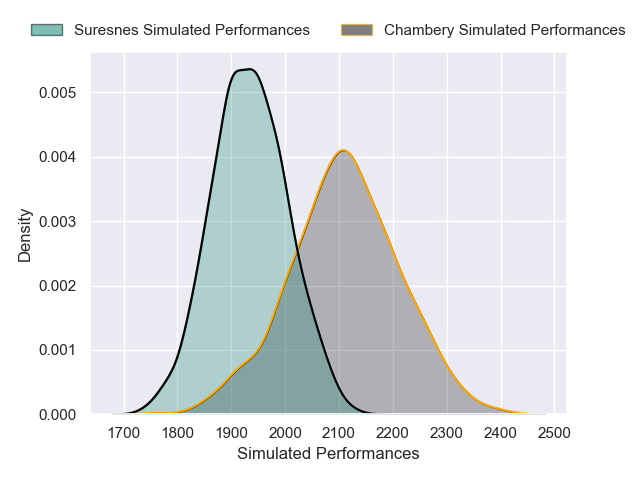 Suresnes Simulated Performances
Chambery Simulated Performances
0.005
0.004
0.003
0.002
0.001
0.000
Density
1700 1800 1900 2000 2100 2200 2300 2400 2500
Simulated Performances